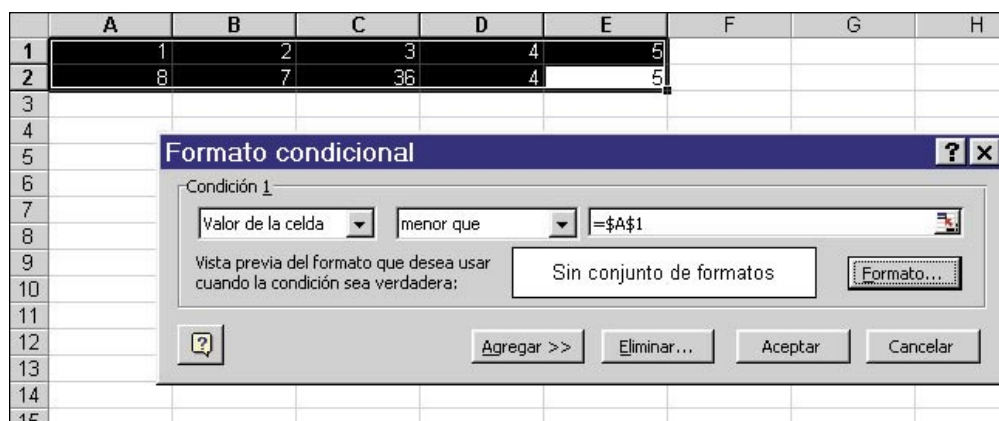 A B C D E F G H
1 1 2 3 4 5
2 8 7 36 4 5
3
4
5 Formato condicional ? ×
6 Condición 1
7 Valor de la celda menor que =$A$1
8
9 Vista previa del formato que desea usar
cuando la condición sea verdadera: Sin conjunto de formatos Formato...
10
11
12 ? Agregar >> Eliminar... Aceptar Cancelar
13
14
15